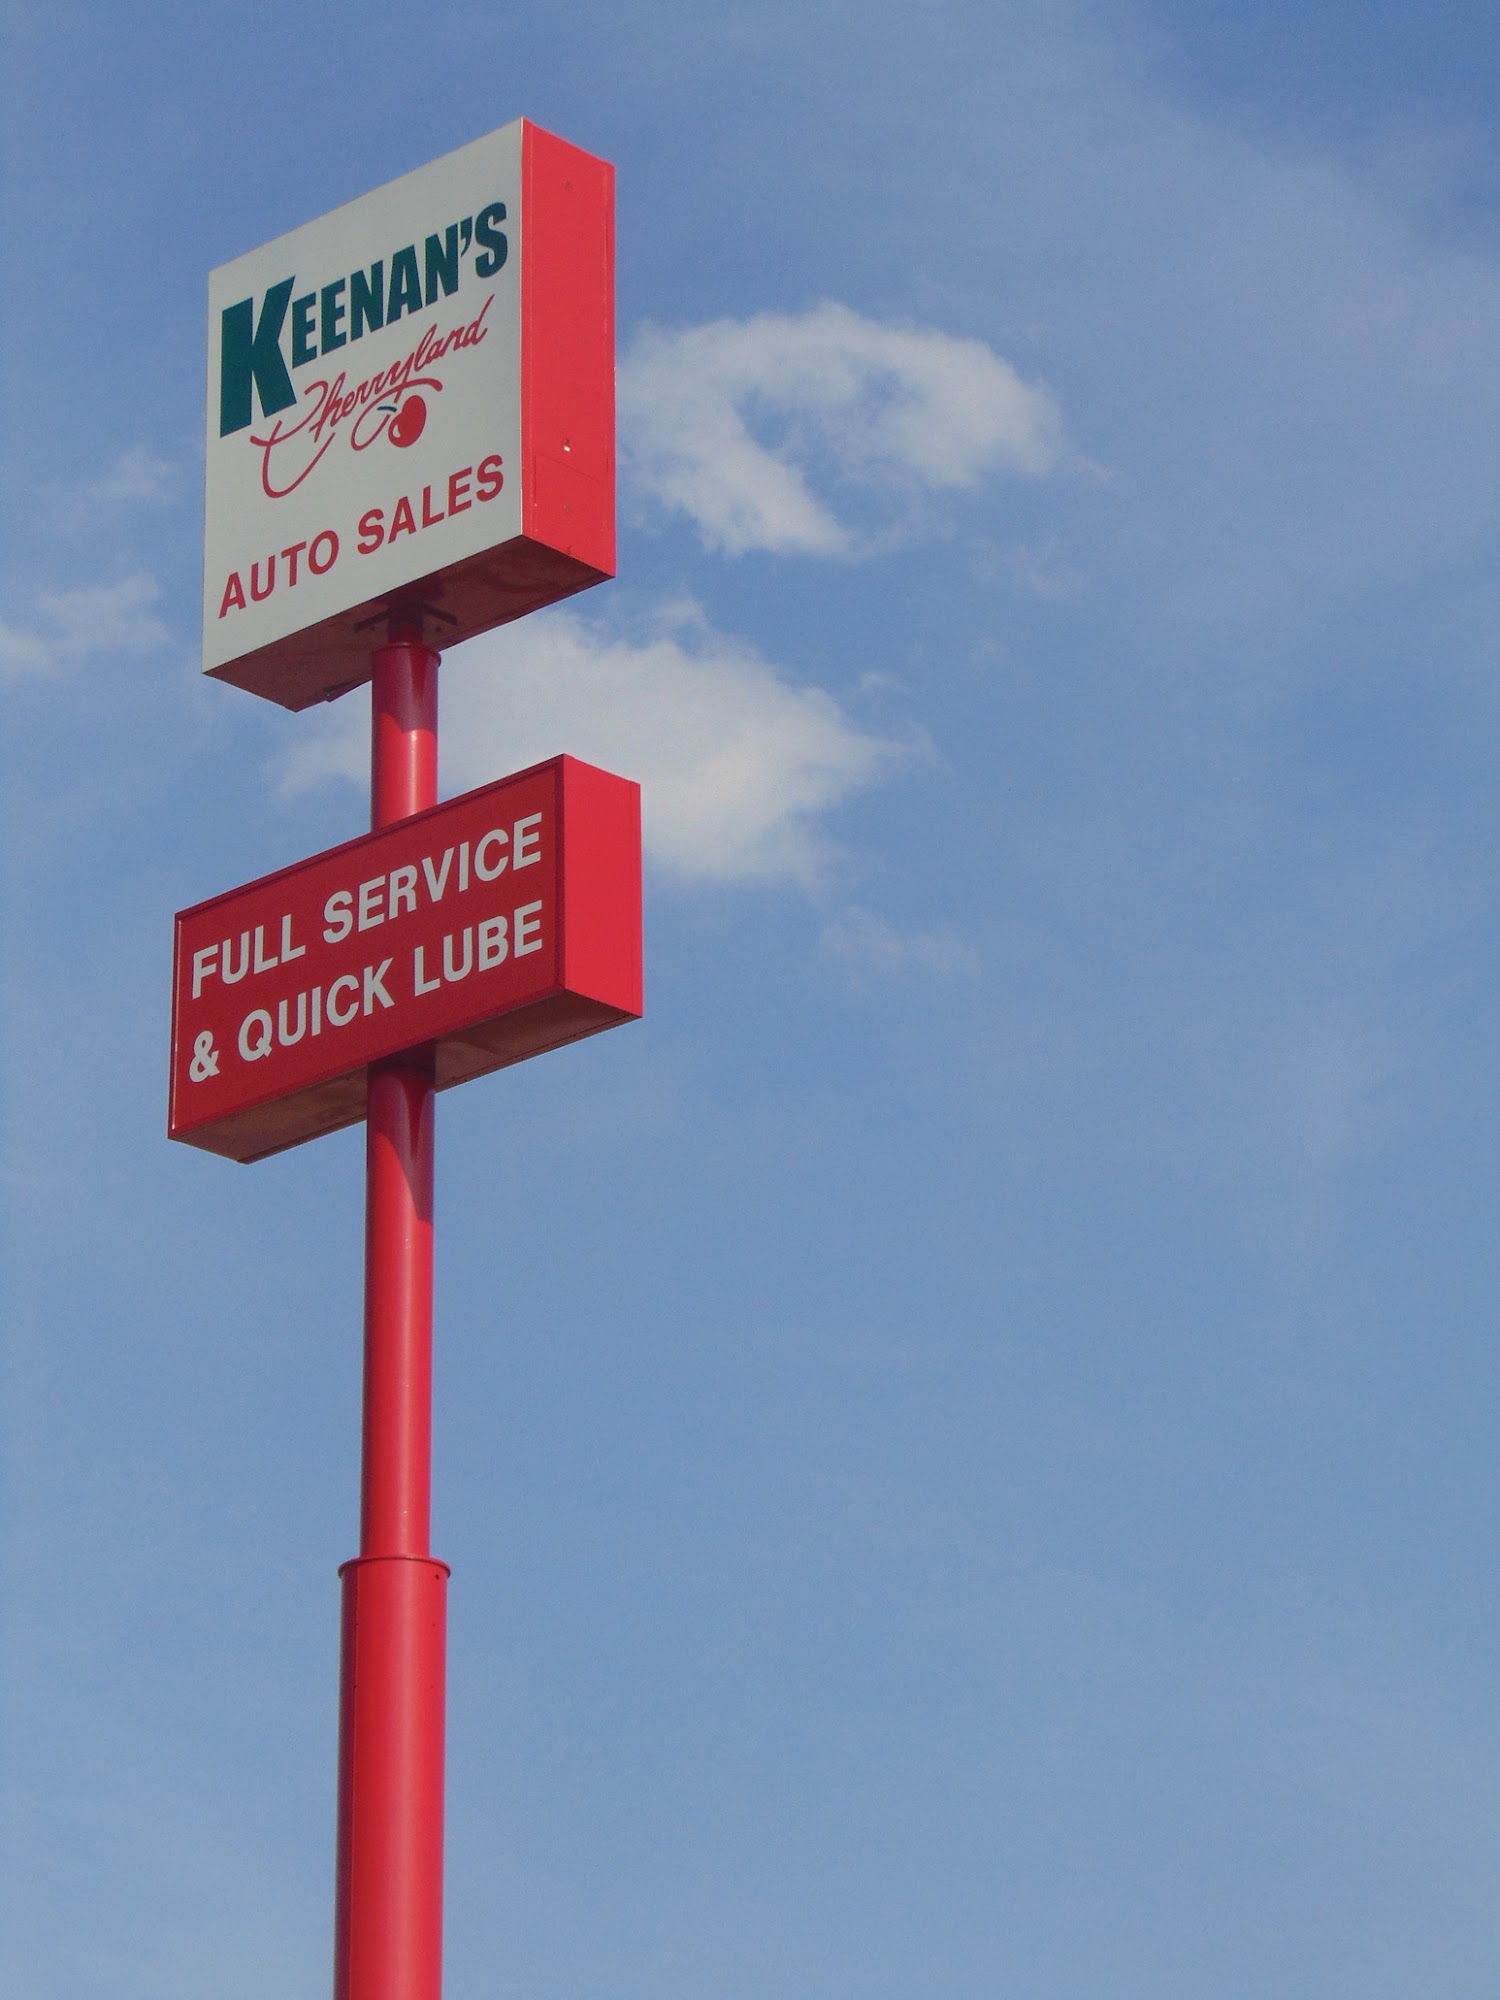 KEENAN'S
Cherryland
AUTO SALES
FULL SERVICE
& QUICK LUBE